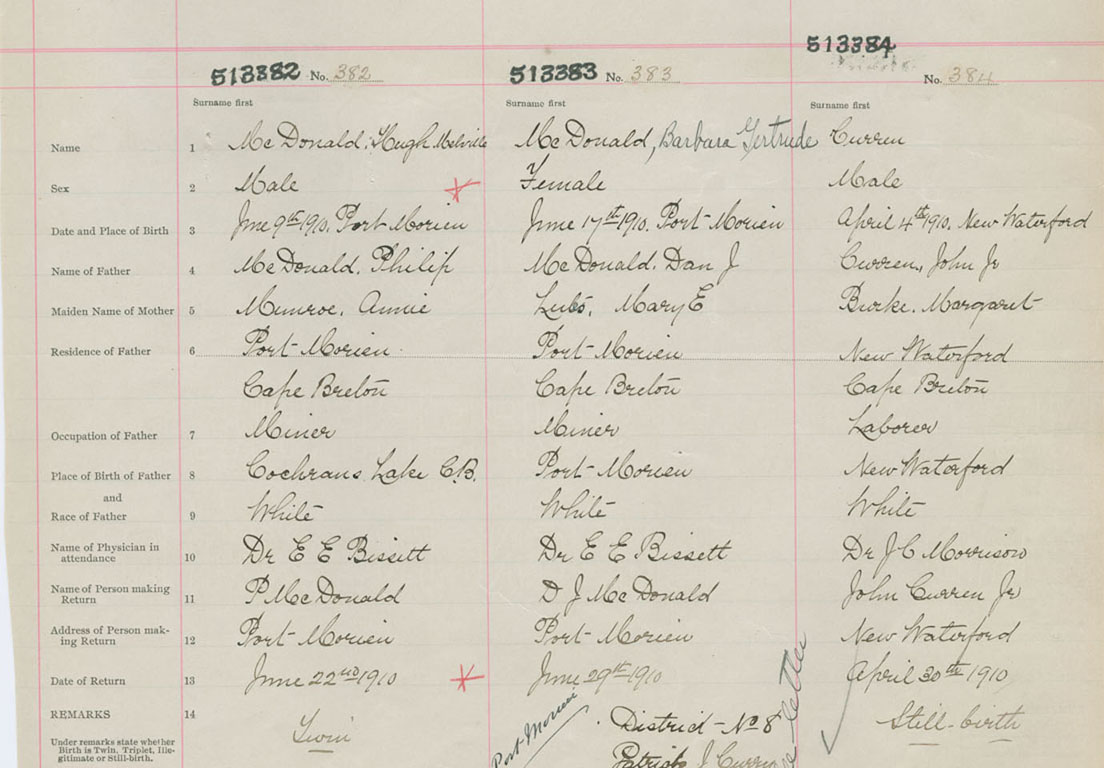 513382 No. 382 513383 No. 383 513384 No. 384
Surname first Surname first Surname first
Name 1 McDonald, Hugh Melville McDonald, Barbara Gertrude Curren
Sex 2 Male Female Male
Date and Place of Birth 3 June 9th 1910. Port Morien June 17th 1910. Port Morien April 4th 1910. New Waterford
Name of Father 4 McDonald. Philip McDonald. Dan J Curren, John Jr
Maiden Name of Mother 5 Munroe. Annie Mary E Burke. Margaret
Residence of Father 6 Port Morien Port Morien New Waterford
Cape Breton Cape Breton Cape Breton
Occupation of Father 7 Miner Miner Laborer
Place of Birth of Father 8 Cochrans Lake C.B. Port Morien New Waterford
and
Race of Father 9 White White White
Name of Physician in
attendance 10 Dr E E Bissett Dr E E Bissett Dr J C Morrison
Name of Person making
Return 11 P McDonald D J McDonald John Curren Jr
Address of Person mak-
ing Return 12 Port Morien Port Morien New Waterford
Date of Return 13 June 22nd 1910 June 29th 1910 April 30th 1910
REMARKS 14 Twin Port Morien District No 8 letter Still-birth
Under remarks state whether
Birth is Twin, Triplet, Ille-
gitimate or Still-birth.
Patrick J Curren